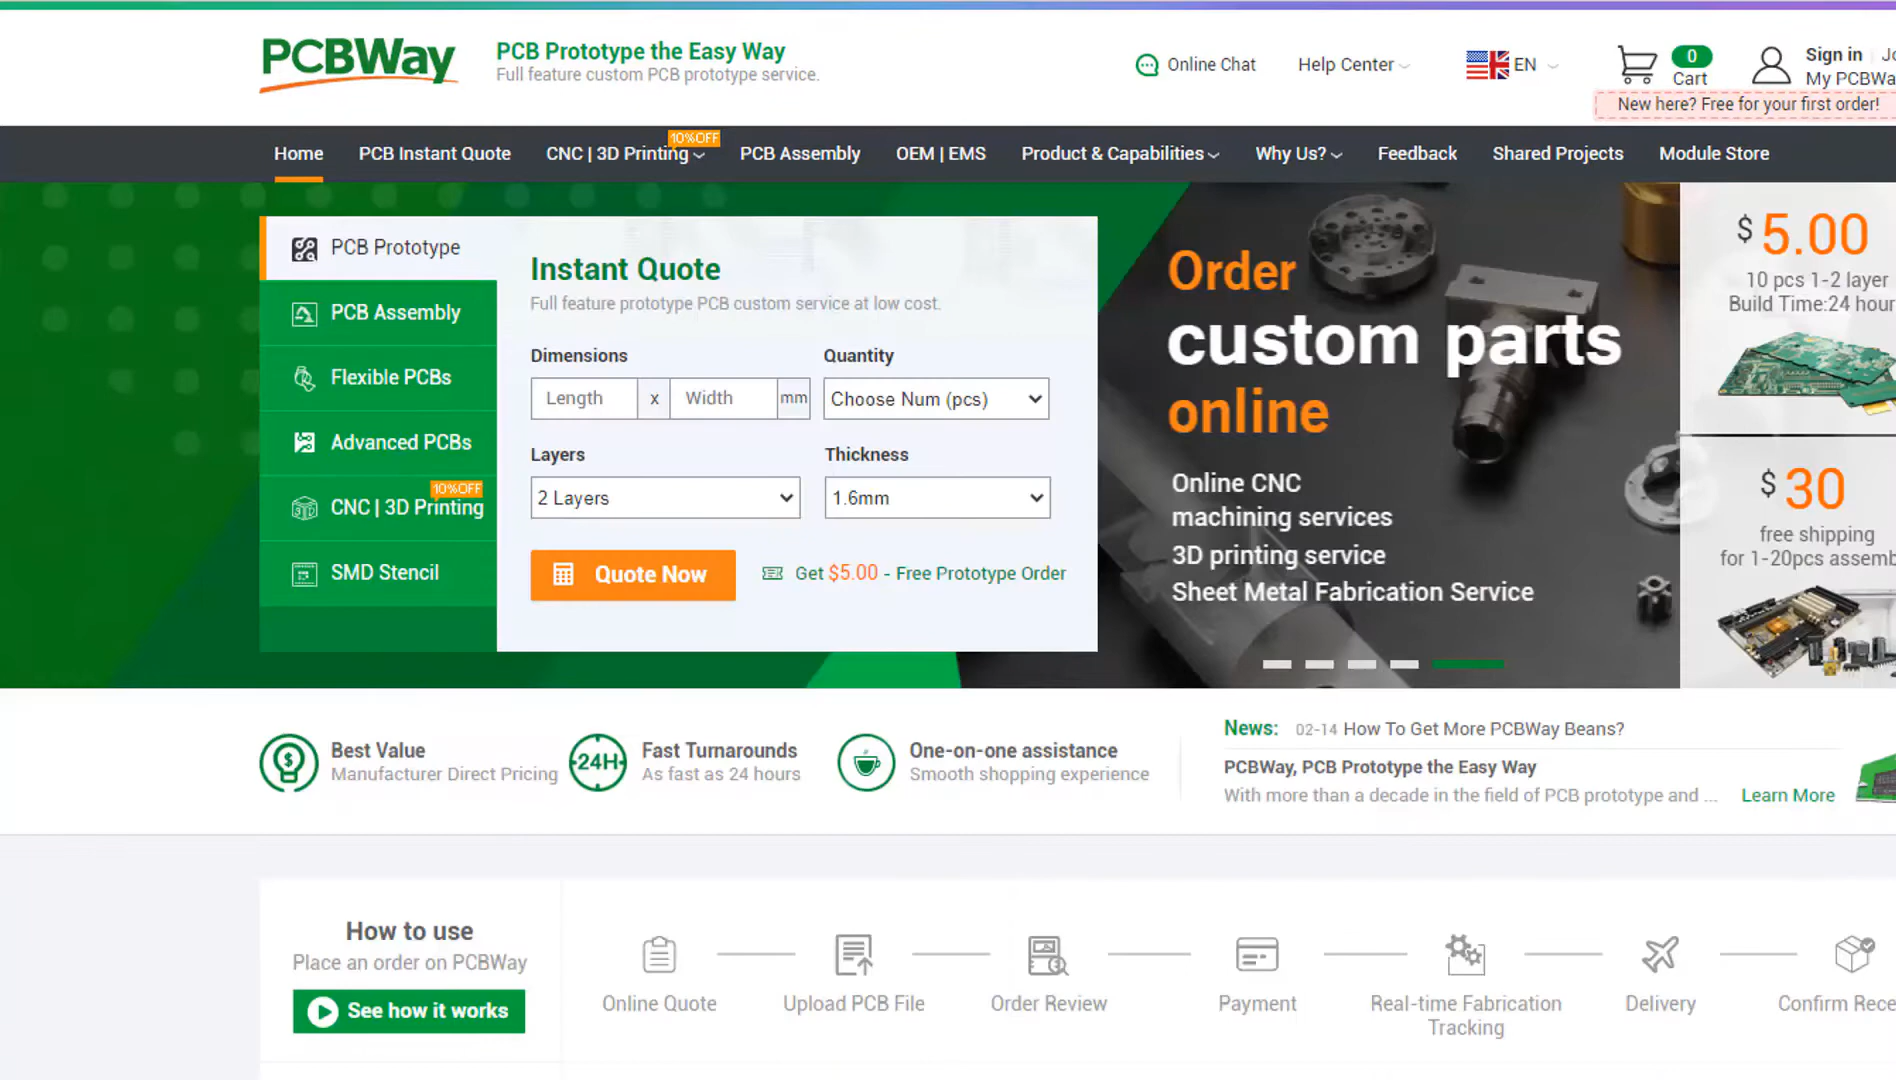 PCBWay
PCB Prototype the Easy Way
Full feature custom PCB prototype service.
Online Chat
Help Center
EN
0
Cart
Sign in
My PCBWa
New here? Free for your first order!
Home
PCB Instant Quote
CNC | 3D Printing
10%OFF
PCB Assembly
OEM | EMS
Product & Capabilities
Why Us?
Feedback
Shared Projects
Module Store
PCB Prototype
PCB Assembly
Flexible PCBs
Advanced PCBs
10%OFF
CNC | 3D Printing
SMD Stencil
Instant Quote
Full feature prototype PCB custom service at low cost.
Dimensions
Length x Width mm
Quantity
Choose Num (pcs)
Layers
2 Layers
Thickness
1.6mm
Quote Now
Get $5.00 - Free Prototype Order
Order
custom parts
online
Online CNC
machining services
3D printing service
Sheet Metal Fabrication Service
$ 5.00
10 pcs 1-2 layer
Build Time:24 hour
$ 30
free shipping
for 1-20pcs assemb
Best Value
Manufacturer Direct Pricing
24H
Fast Turnarounds
As fast as 24 hours
One-on-one assistance
Smooth shopping experience
News: 02-14 How To Get More PCBWay Beans?
PCBWay, PCB Prototype the Easy Way
With more than a decade in the field of PCB prototype and ... Learn More
How to use
Place an order on PCBWay
See how it works
Online Quote
Upload PCB File
Order Review
Payment
Real-time Fabrication
Tracking
Delivery
Confirm Rece